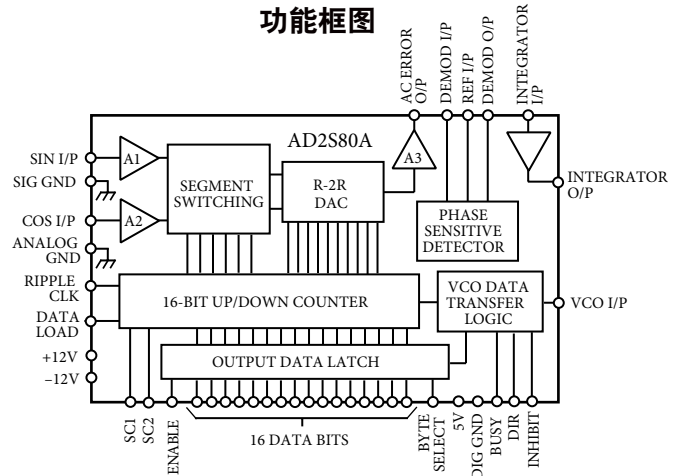 功能框图
AC ERROR
O/P
DEMOD I/P
REF I/P
DEMOD O/P
INTEGRATOR
I/P
AD2S80A
SIN I/P
A1
A3
SIG GND
SEGMENT
SWITCHING
R-2R
DAC
INTEGRATOR
O/P
COS I/P
A2
PHASE
SENSITIVE
DETECTOR
ANALOG
GND
RIPPLE
CLK
16-BIT UP/DOWN COUNTER
VCO DATA
TRANSFER
LOGIC
VCO I/P
DATA
LOAD
+12V
OUTPUT DATA LATCH
–12V
SC1
SC2
ENABLE
16 DATA BITS
BYTE
SELECT
5V
DIG GND
BUSY
DIR
INHIBIT